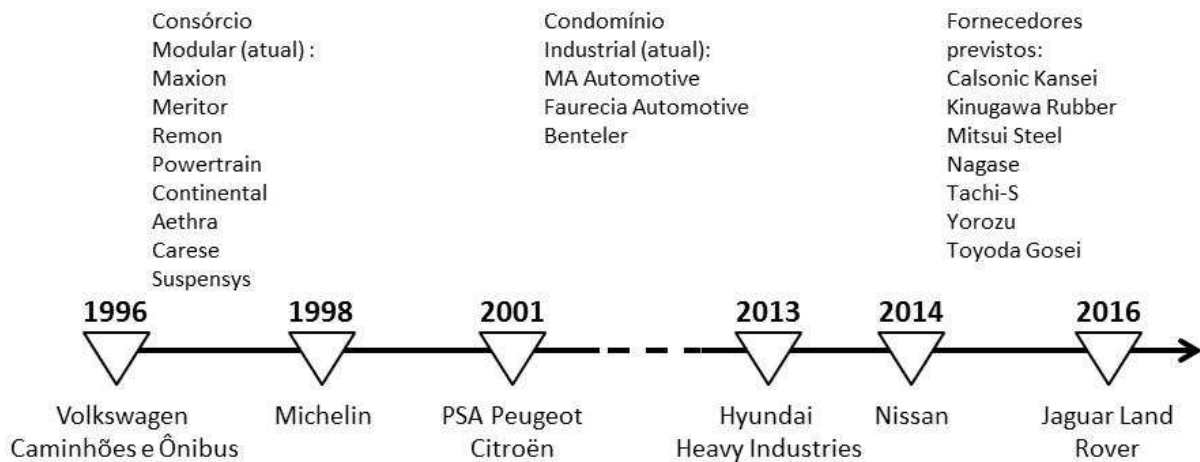 Consórcio
Modular (atual) :
Maxion
Meritor
Remon
Powertrain
Continental
Aethra
Carese
Suspensys
Condomínio
Industrial (atual):
MA Automotive
Faurecia Automotive
Benteler
Fornecedores
previstos:
Calsonic Kansei
Kinugawa Rubber
Mitsui Steel
Nagase
Tachi-S
Yorozu
Toyoda Gosei
1996
1998
2001
2013
2014
2016
Volkswagen
Caminhões e Ônibus
Michelin
PSA Peugeot
Citroën
Hyundai
Heavy Industries
Nissan
Jaguar Land
Rover